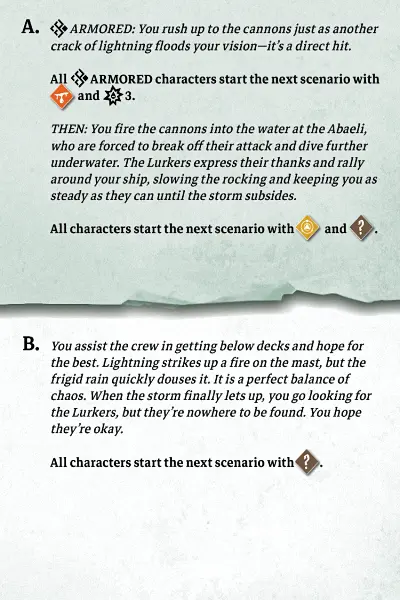 A. ARMORED: You rush up to the cannons just as another
crack of lightning floods your vision—it's a direct hit.
All ARMORED characters start the next scenario with
and 3.
THEN: You fire the cannons into the water at the Abaeli,
who are forced to break off their attack and dive further
underwater. The Lurkers express their thanks and rally
around your ship, slowing the rocking and keeping you as
steady as they can until the storm subsides.
All characters start the next scenario with and ?.
B. You assist the crew in getting below decks and hope for
the best. Lightning strikes up a fire on the mast, but the
frigid rain quickly douses it. It is a perfect balance of
chaos. When the storm finally lets up, you go looking for
the Lurkers, but they're nowhere to be found. You hope
they're okay.
All characters start the next scenario with ?.